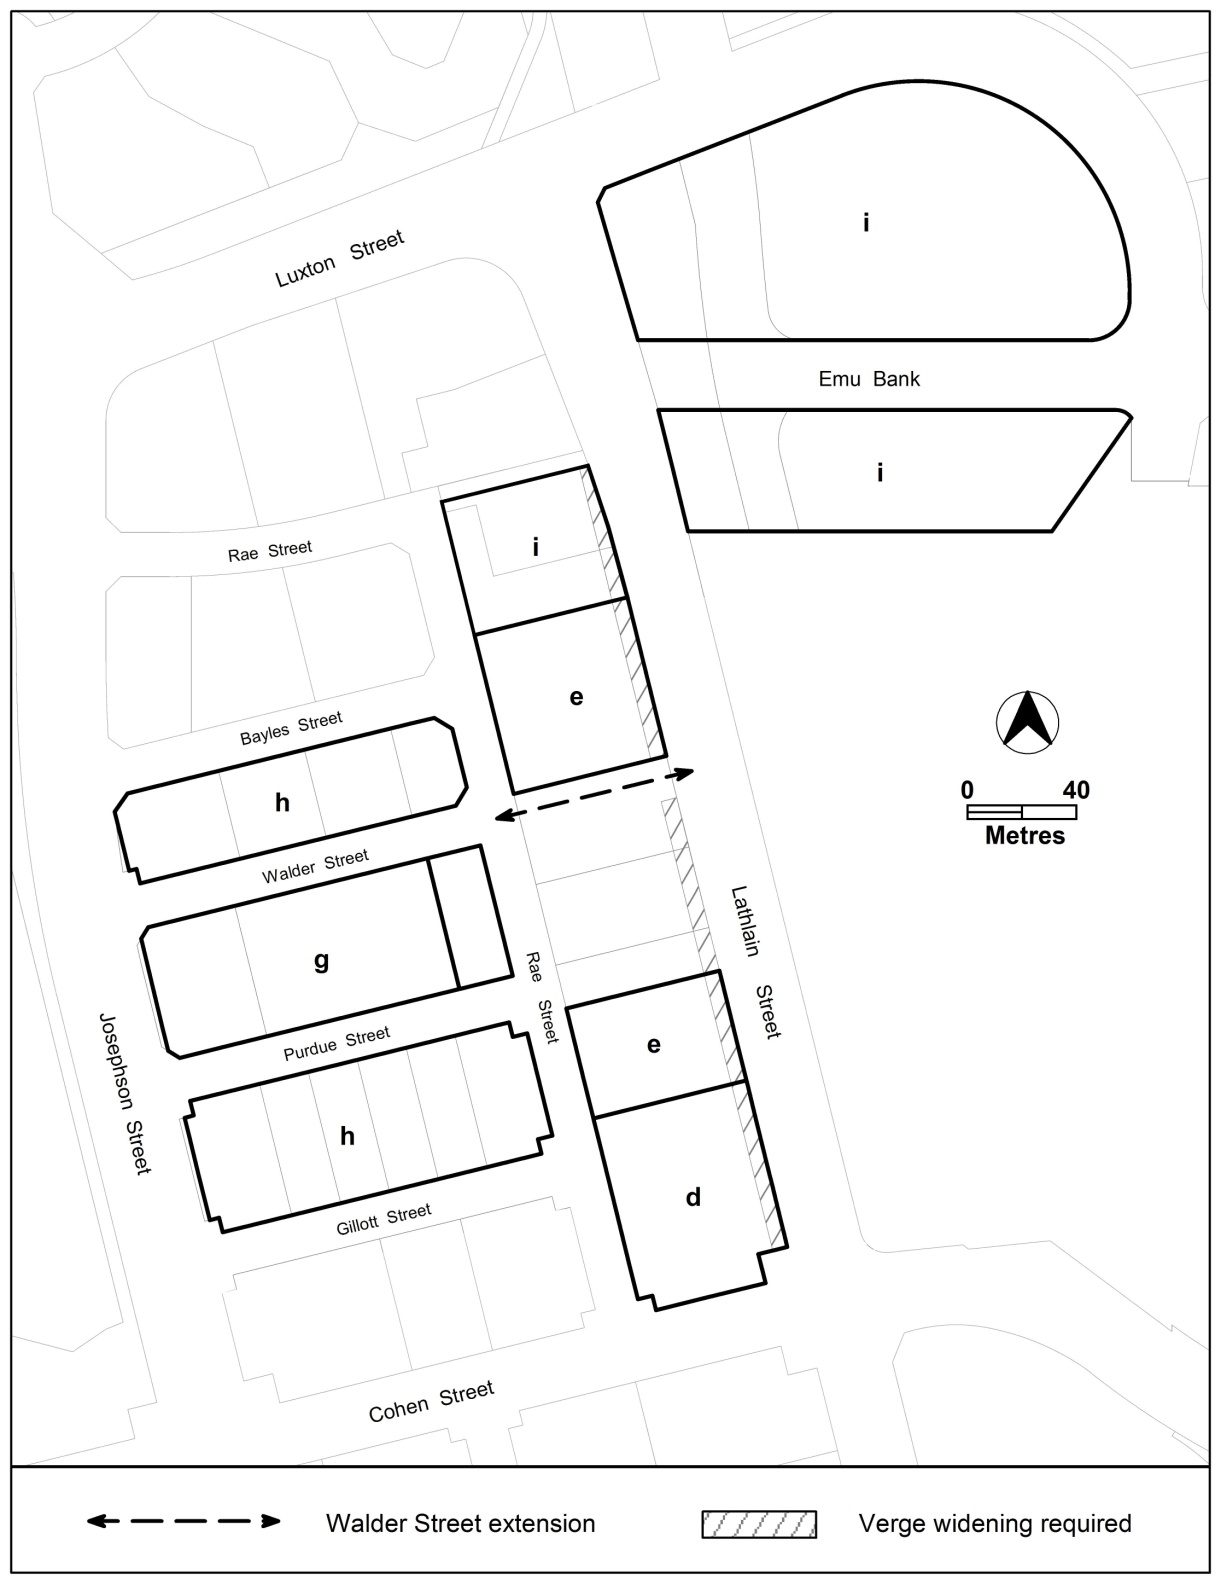 i
Luxton Street
Emu Bank
i
i
Rae Street
e
Bayles Street
h
0 40
Metres
Walder Street
g
Lathlain Street
Rae Street
Purdue Street
Josephson Street
e
h
d
Gillott Street
Cohen Street
Walder Street extension
Verge widening required